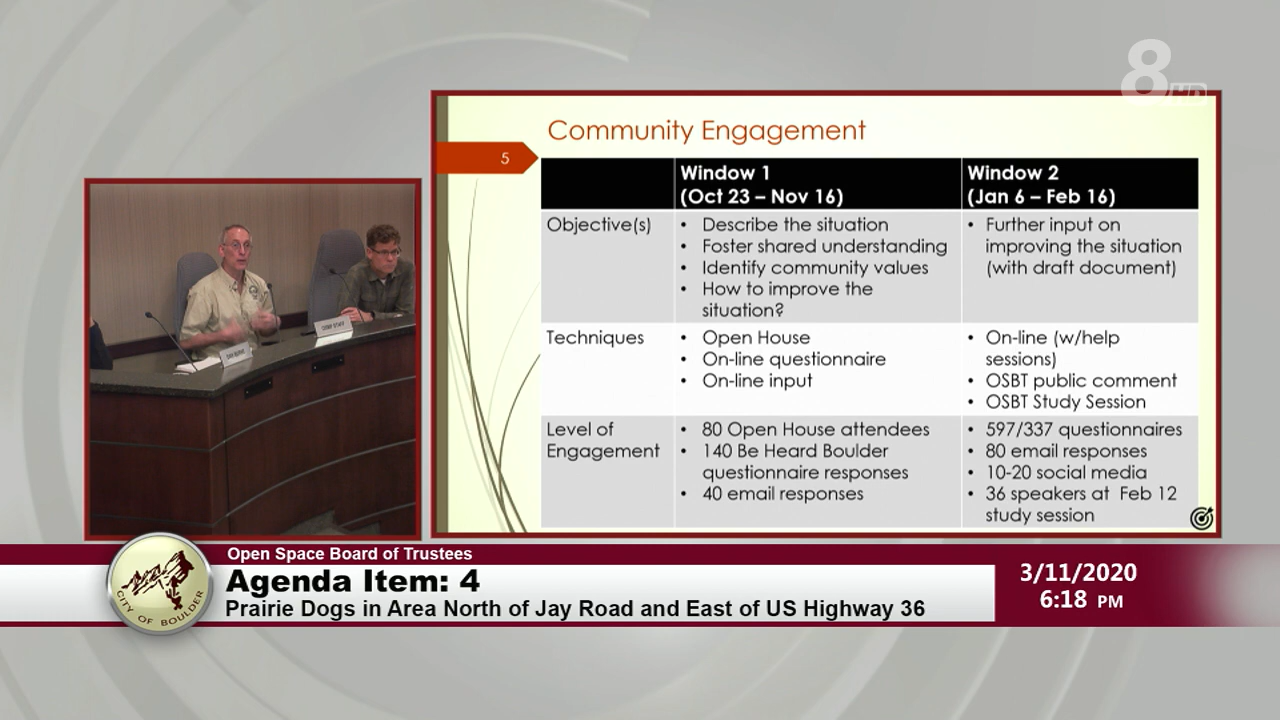 8
HD
Community Engagement
5
Window 1
(Oct 23 – Nov 16)
Window 2
(Jan 6 – Feb 16)
Objective(s)
• Describe the situation
• Foster shared understanding
• Identify community values
• How to improve the
situation?
• Further input on
improving the situation
(with draft document)
Techniques
• Open House
• On-line questionnaire
• On-line input
• On-line (w/help
sessions)
• OSBT public comment
• OSBT Study Session
Level of
Engagement
• 80 Open House attendees
• 140 Be Heard Boulder
questionnaire responses
• 40 email responses
• 597/337 questionnaires
• 80 email responses
• 10-20 social media
• 36 speakers at Feb 12
study session
Open Space Board of Trustees
Agenda Item: 4
Prairie Dogs in Area North of Jay Road and East of US Highway 36
CITY OF BOULDER
3/11/2020
6:18 PM